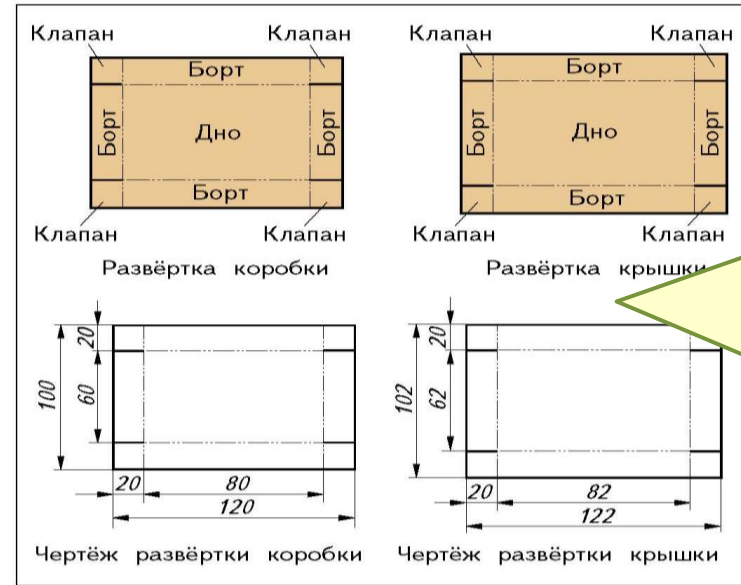 Клапан Клапан Клапан Клапан
Борт Борт
Борт Дно Борт Борт Дно Борт
Борт Борт
Клапан Клапан Клапан Клапан
Развёртка коробки Развёртка крышки
20 20
100 60 102 62
20 80 20 82
120 122
Чертёж развёртки коробки Чертёж развёртки крышки